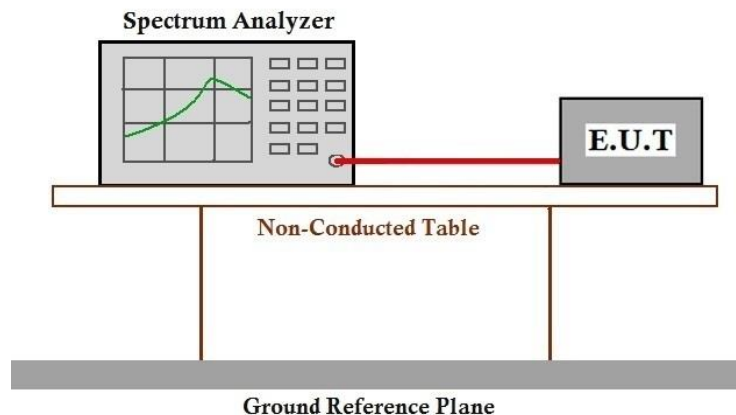 Spectrum Analyzer
E.U.T
Non-Conducted Table
Ground Reference Plane